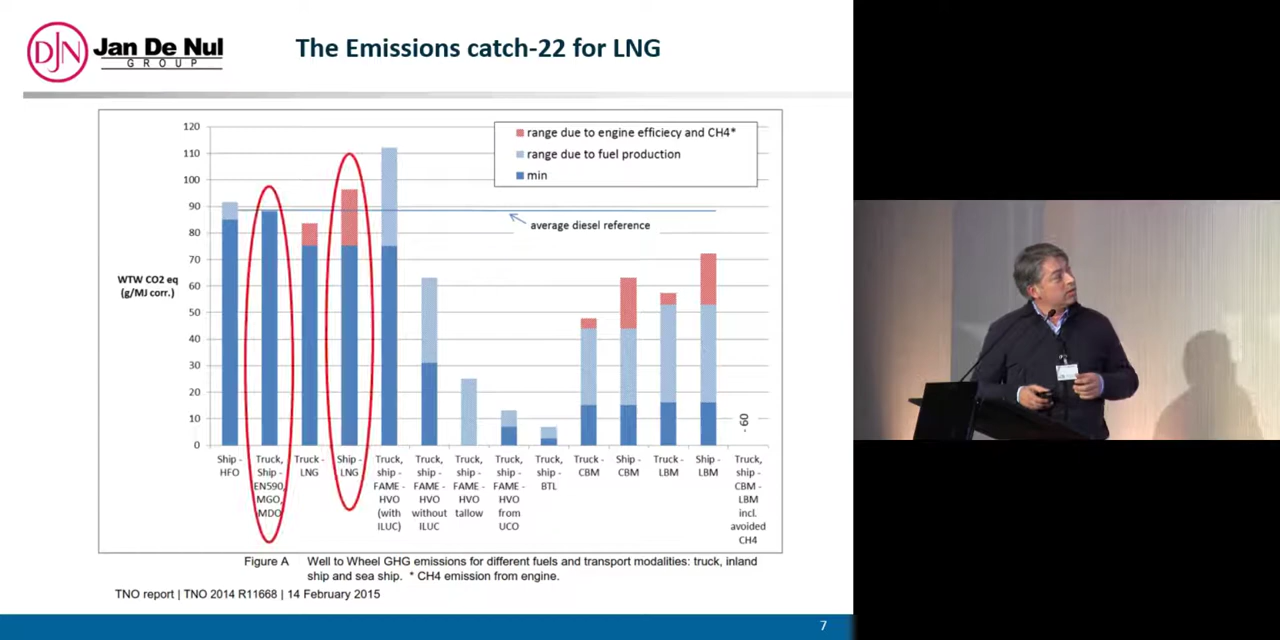 DJN
Jan De Nul
GROUP
The Emissions catch-22 for LNG
120
110
100
90
80
70
60
50
40
30
20
10
0
WTW CO2 eq
(g/MJ corr.)
range due to engine efficiecy and CH4*
range due to fuel production
min
average diesel reference
- 60
Ship -
HFO
Truck,
Ship -
EN590,
MGO,
MDO
Truck -
LNG
Ship -
LNG
Truck,
ship -
FAME -
HVO
(with
ILUC)
Truck,
ship -
FAME -
HVO
without
ILUC
Truck,
ship -
FAME -
HVO
tallow
Truck,
ship -
FAME -
HVO
from
UCO
Truck,
ship -
BTL
Truck -
CBM
Ship -
CBM
Truck -
LBM
Ship -
LBM
Truck,
ship -
CBM -
LBM
incl.
avoided
CH4
Figure A Well to Wheel GHG emissions for different fuels and transport modalities: truck, inland
ship and sea ship. * CH4 emission from engine.
TNO report | TNO 2014 R11668 | 14 February 2015
7